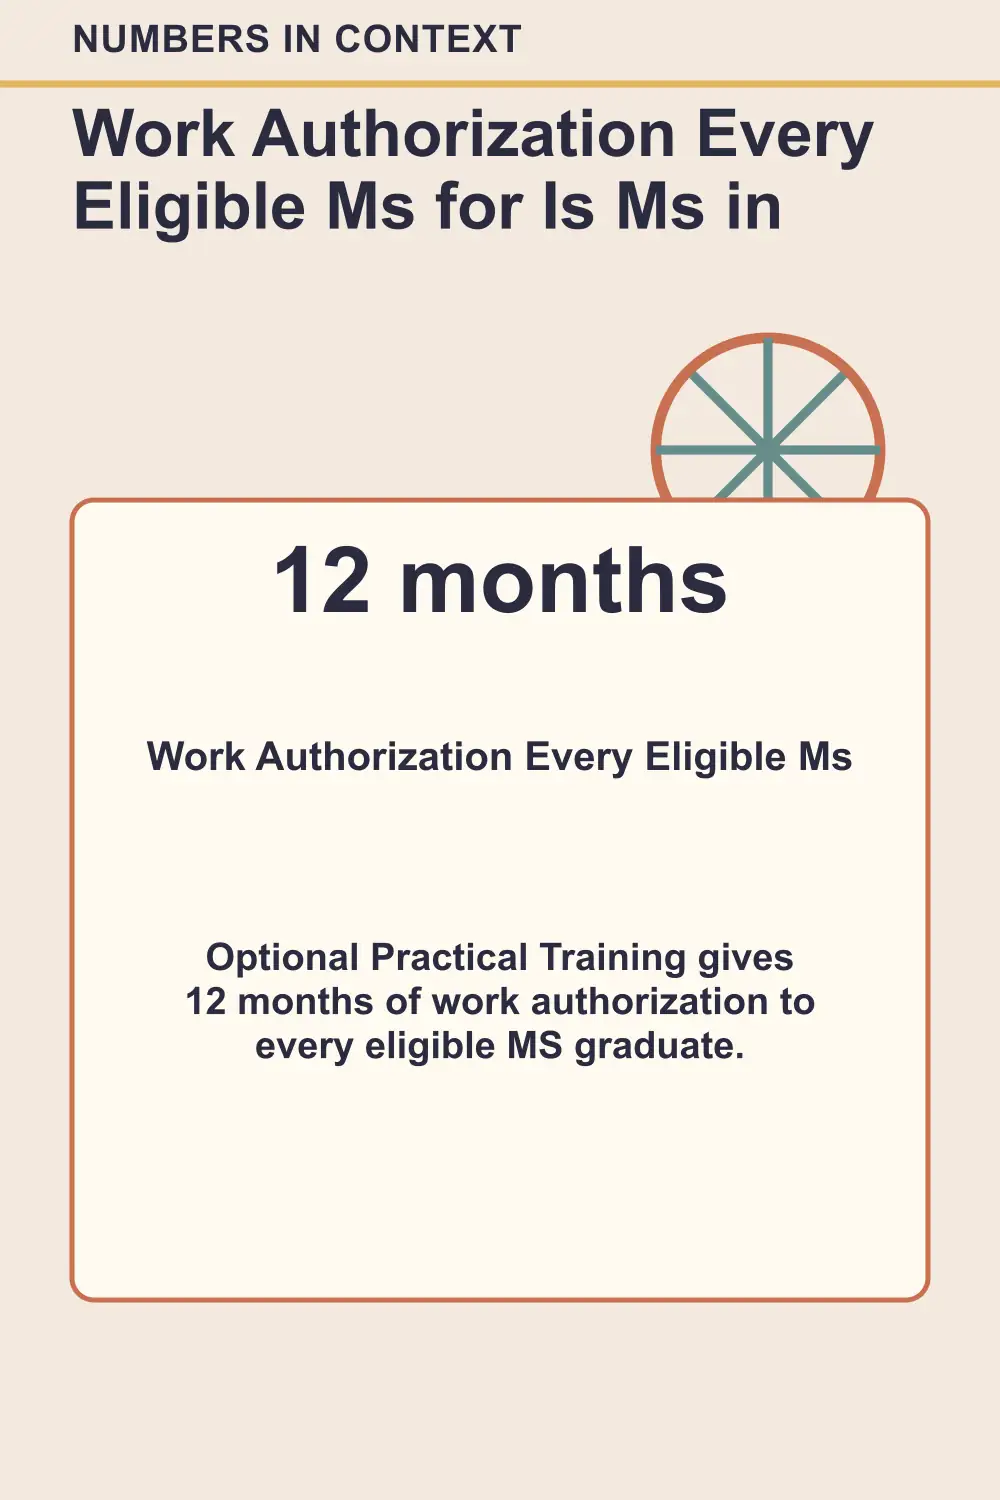 NUMBERS IN CONTEXT
Work Authorization Every
Eligible Ms for Is Ms in
12 months
Work Authorization Every Eligible Ms
Optional Practical Training gives
12 months of work authorization to
every eligible MS graduate.